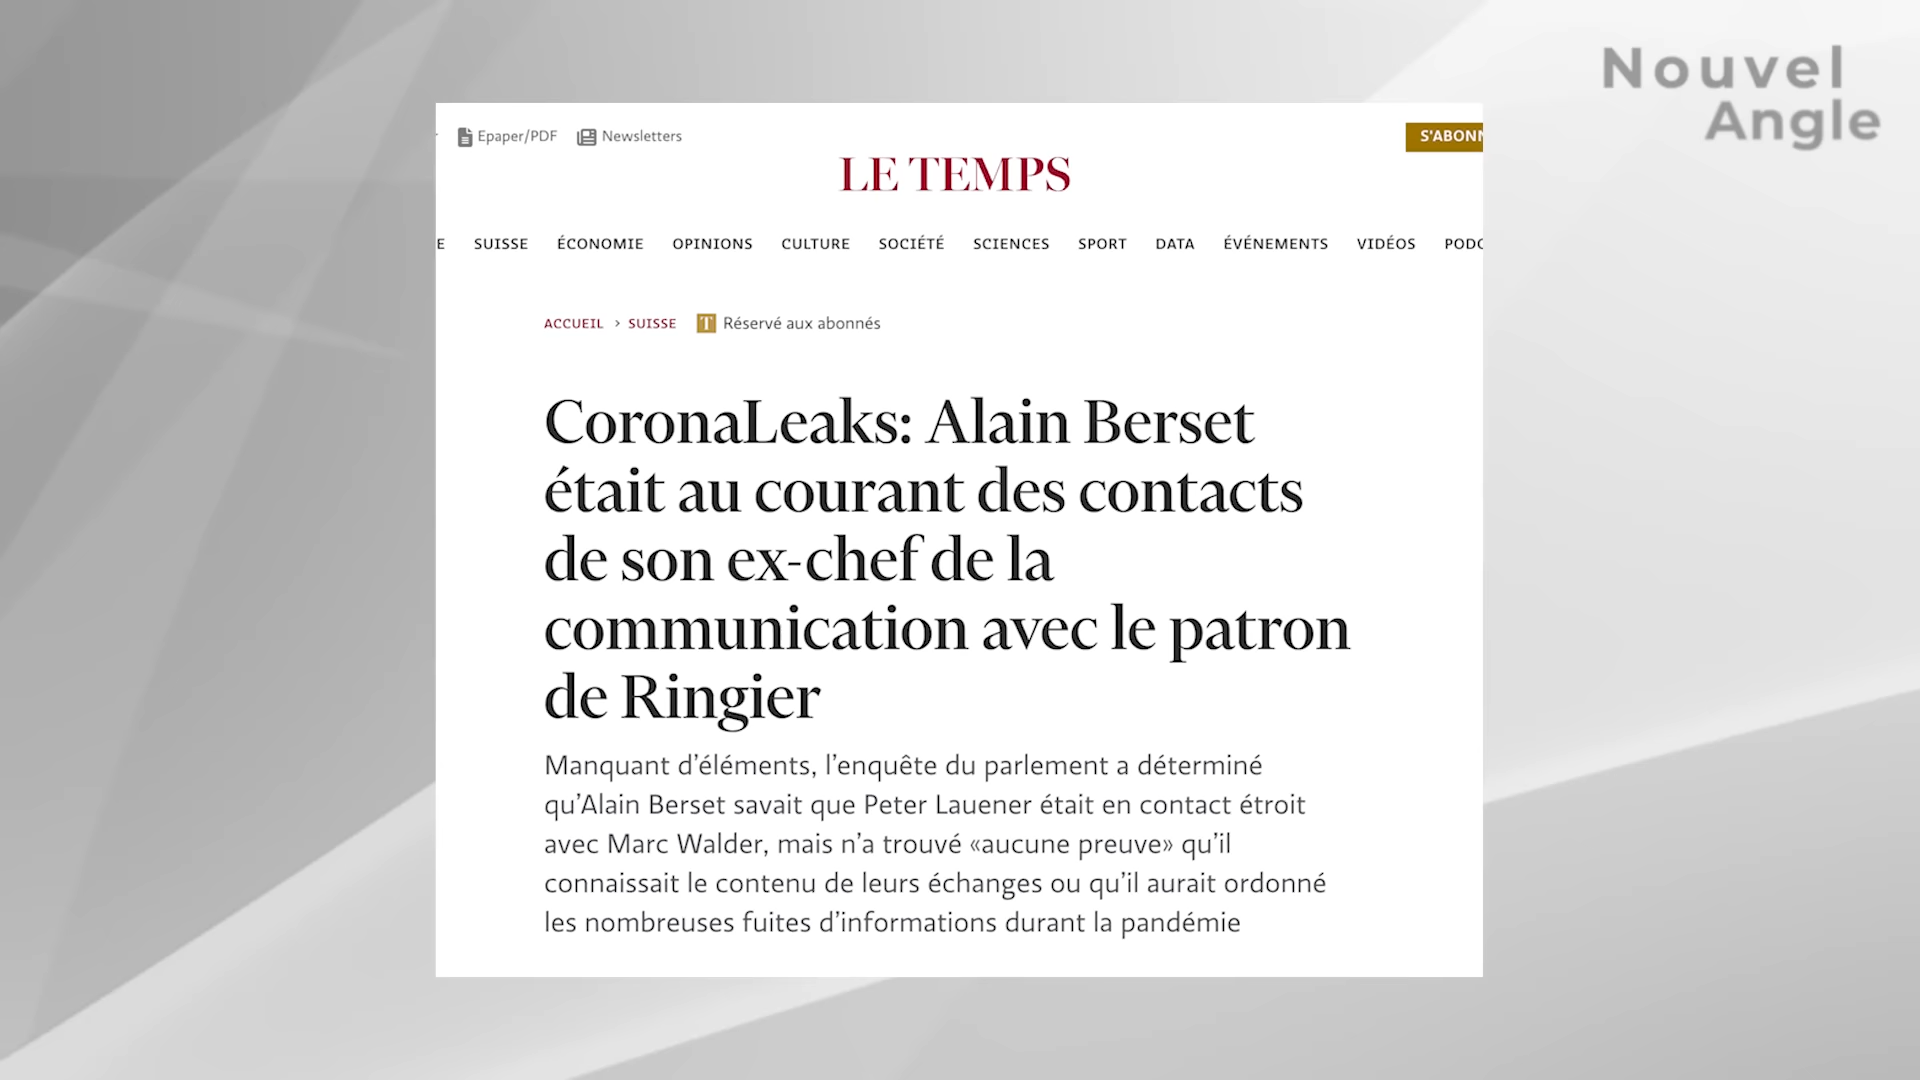 Nouvel
Angle
Epaper/PDF Newsletters S'ABONN
LE TEMPS
E SUISSE ÉCONOMIE OPINIONS CULTURE SOCIÉTÉ SCIENCES SPORT DATA ÉVÉNEMENTS VIDÉOS PODC
ACCUEIL > SUISSE T Réservé aux abonnés
CoronaLeaks: Alain Berset
était au courant des contacts
de son ex-chef de la
communication avec le patron
de Ringier
Manquant d’éléments, l’enquête du parlement a déterminé
qu’Alain Berset savait que Peter Lauener était en contact étroit
avec Marc Walder, mais n’a trouvé «aucune preuve» qu’il
connaissait le contenu de leurs échanges ou qu’il aurait ordonné
les nombreuses fuites d’informations durant la pandémie